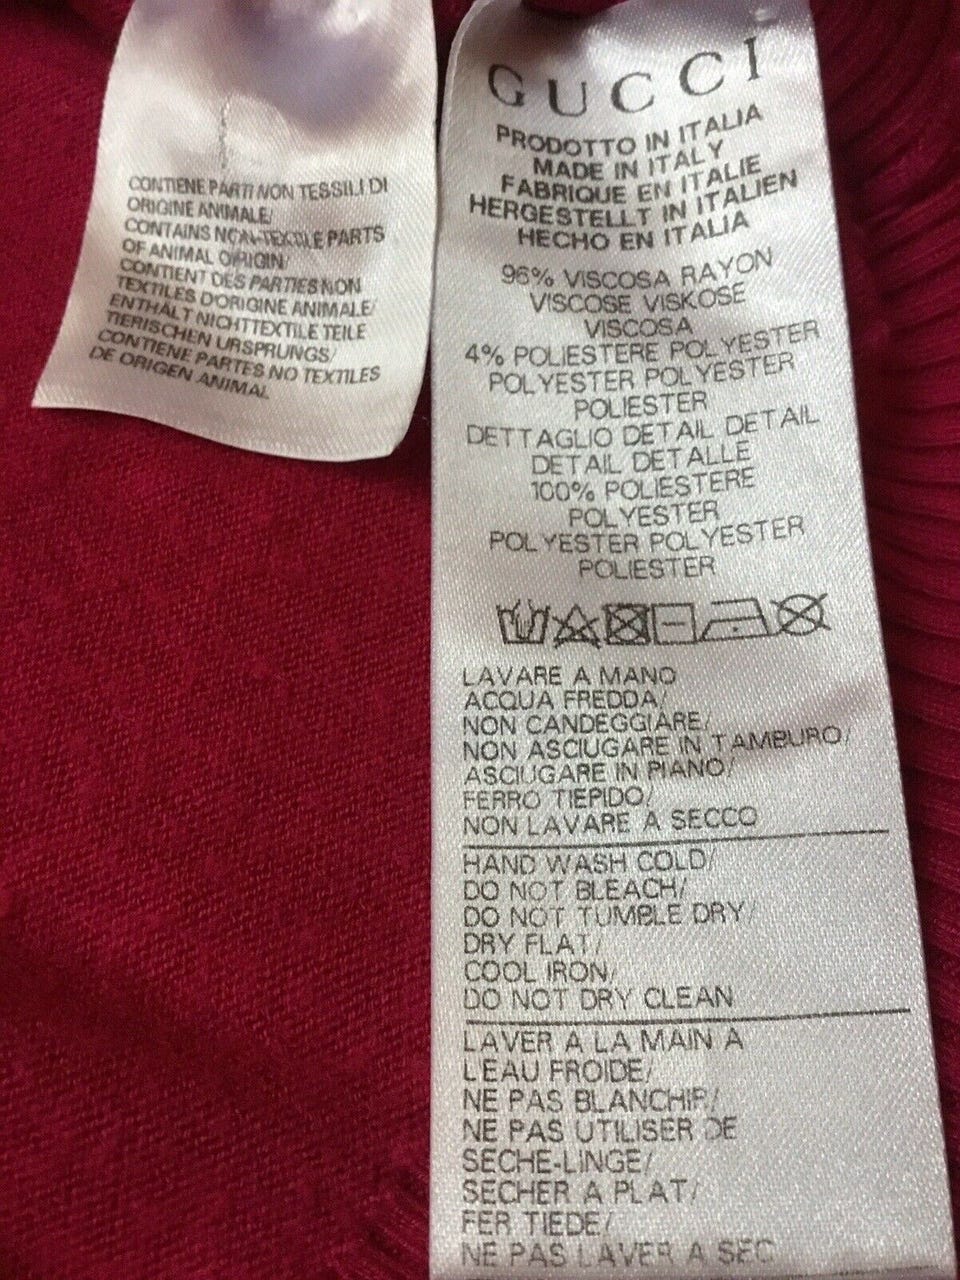 CONTIENE PARTI NON TESSILI DI
ORIGINE ANIMALE/
CONTAINS NON-TEXTILE PARTS
OF ANIMAL ORIGIN/
CONTIENT DES PARTIES NON
TEXTILES DORIGINE ANIMALE/
ENTHÄLT NICHTTEXTILE TEILE
TIERISCHEN URSPRUNGS/
CONTIENE PARTES NO TEXTILES
DE ORIGEN ANIMAL
GUCCI
PRODOTTO IN ITALIA
MADE IN ITALY
FABRIQUE EN ITALIE
HERGESTELLT IN ITALIEN
HECHO EN ITALIA
96% VISCOSA RAYON
VISCOSE VISKOSE
VISCOSA
4% POLIESTERE POLYESTER
POLYESTER POLYESTER
POLIESTER
DETTAGLIO DETAIL DETAIL
DETAIL DETALLE
100% POLIESTERE
POLYESTER
POLYESTER POLYESTER
POLIESTER
LAVARE A MANO
ACQUA FREDDA/
NON CANDEGGIARE/
NON ASCIUGARE IN TAMBURO/
ASCIUGARE IN PIANO/
FERRO TIEPIDO/
NON LAVARE A SECCO
HAND WASH COLD/
DO NOT BLEACH/
DO NOT TUMBLE DRY/
DRY FLAT/
COOL IRON/
DO NOT DRY CLEAN
LAVER A LA MAIN A
L'EAU FROIDE/
NE PAS BLANCHIR/
NE PAS UTILISER DE
SECHE-LINGE/
SECHER A PLAT/
FER TIEDE/
NE PAS LAVER A SEC